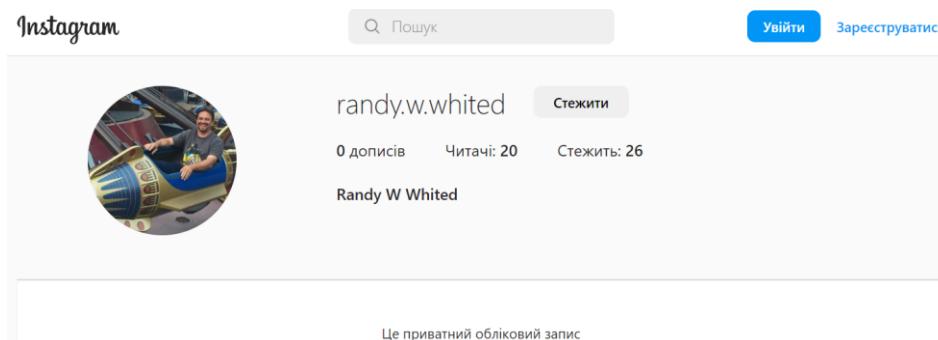 Instagram
Пошук
Увійти
Зареєструватис
randy.w.whited
Стежити
0 дописів Читачі: 20 Стежить: 26
Randy W Whited
Це приватний обліковий запис